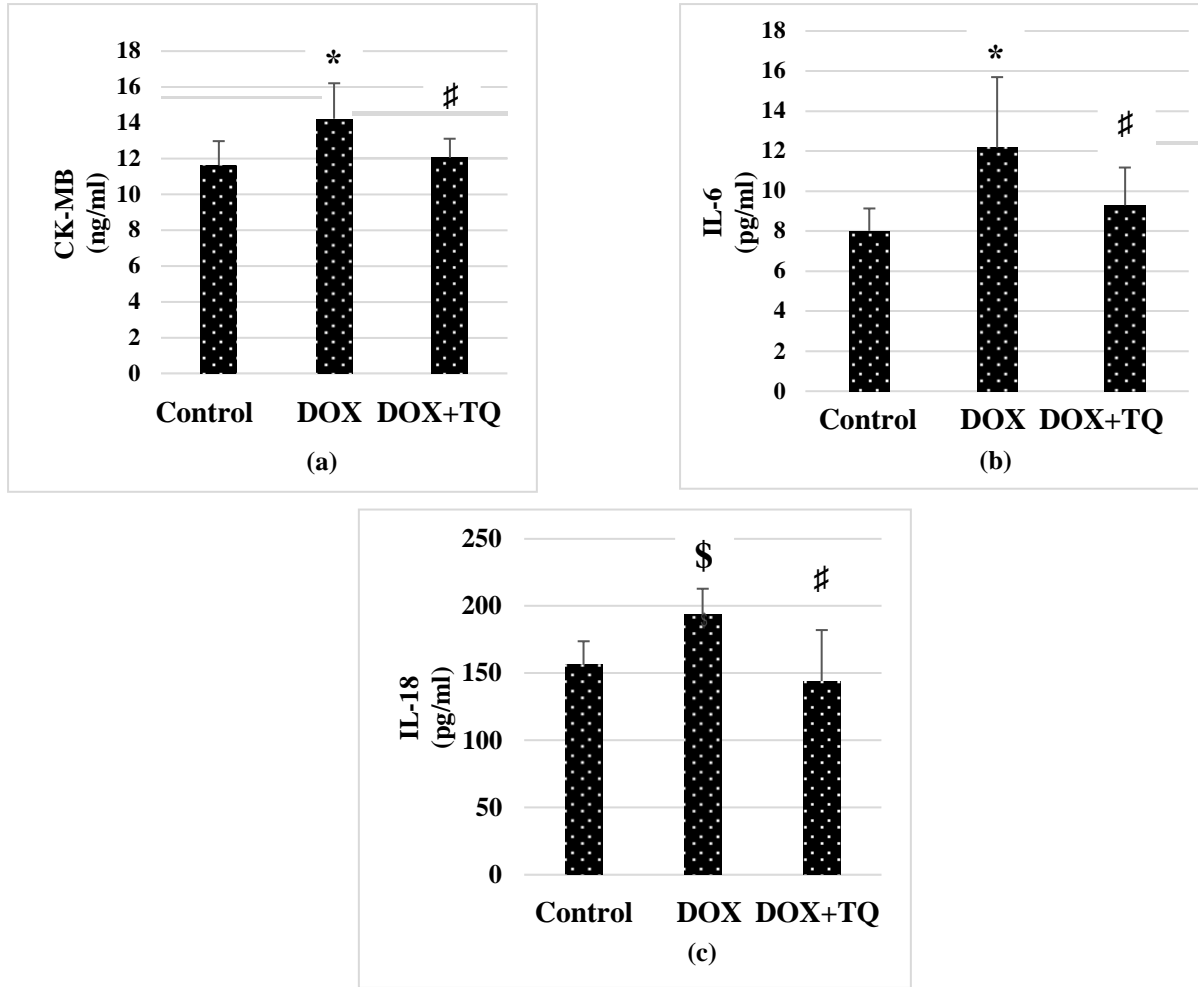 18
16
14
12
10
8
6
4
2
0
CK-MB
(ng/ml)
*
♯
Control DOX DOX+TQ
(a)
18
16
14
12
10
8
6
4
2
0
IL-6
(pg/ml)
*
♯
Control DOX DOX+TQ
(b)
250
200
150
100
50
0
IL-18
(pg/ml)
$
$
♯
Control DOX DOX+TQ
(c)